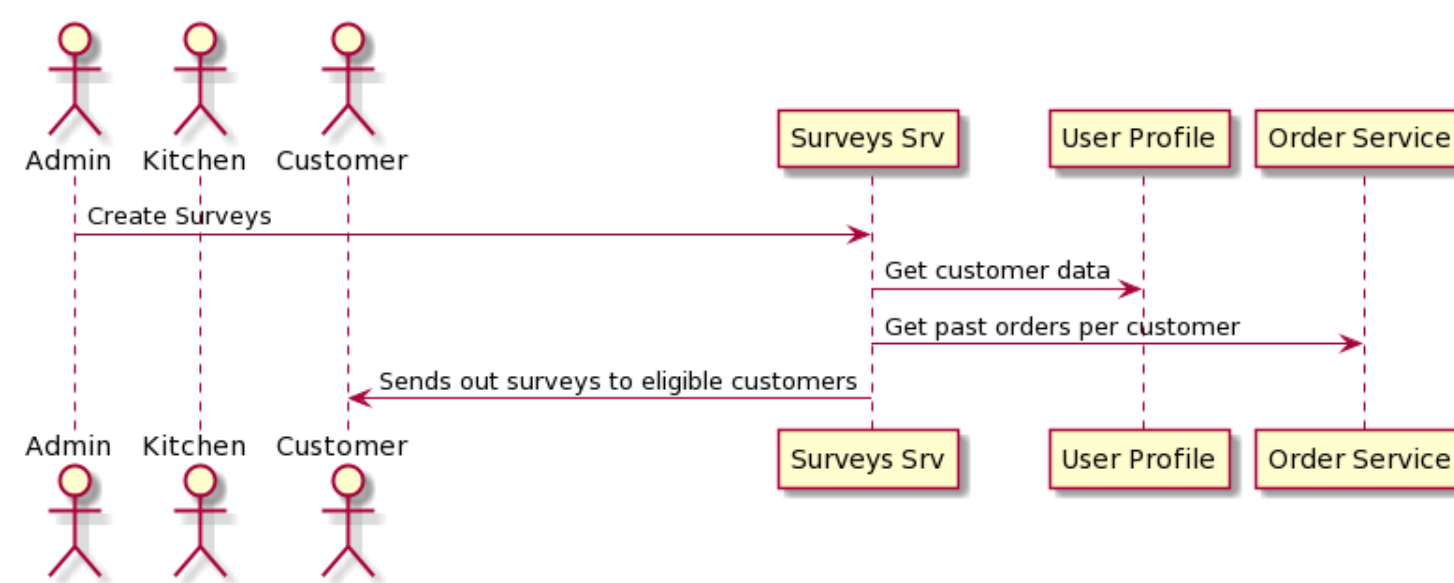 Admin Kitchen Customer Surveys Srv User Profile Order Service
Create Surveys
Get customer data
Get past orders per customer
Sends out surveys to eligible customers
Admin Kitchen Customer Surveys Srv User Profile Order Service